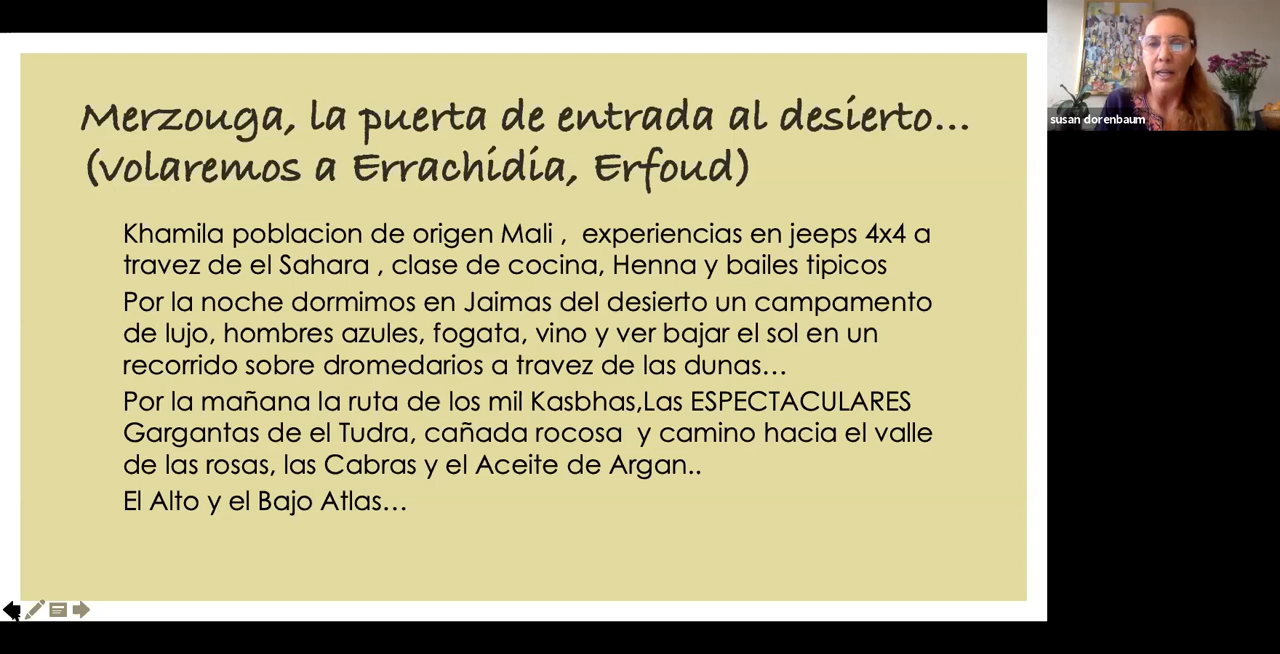 Merzouga, la puerta de entrada al desierto...
(volaremos a Errachidia, Erfoud)
Khamila poblacion de origen Mali ,  experiencias en jeeps 4x4 a
travez de el Sahara , clase de cocina, Henna y bailes tipicos
Por la noche dormimos en Jaimas del desierto un campamento
de lujo, hombres azules, fogata, vino y ver bajar el sol en un
recorrido sobre dromedarios a travez de las dunas...
Por la mañana la ruta de los mil Kasbhas,Las ESPECTACULARES
Gargantas de el Tudra, cañada rocosa  y camino hacia el valle
de las rosas, las Cabras y el Aceite de Argan..
El Alto y el Bajo Atlas...
susan dorenbaum